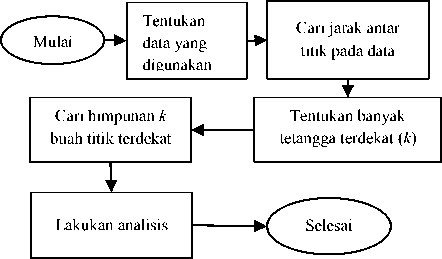 Mulai
Tentukan
data yang
digunakan
Cari jarak antar
titik pada data
Tentukan banyak
tetangga terdekat (k)
Cari himpunan k
buah titik terdekat
Lakukan analisis
Selesai